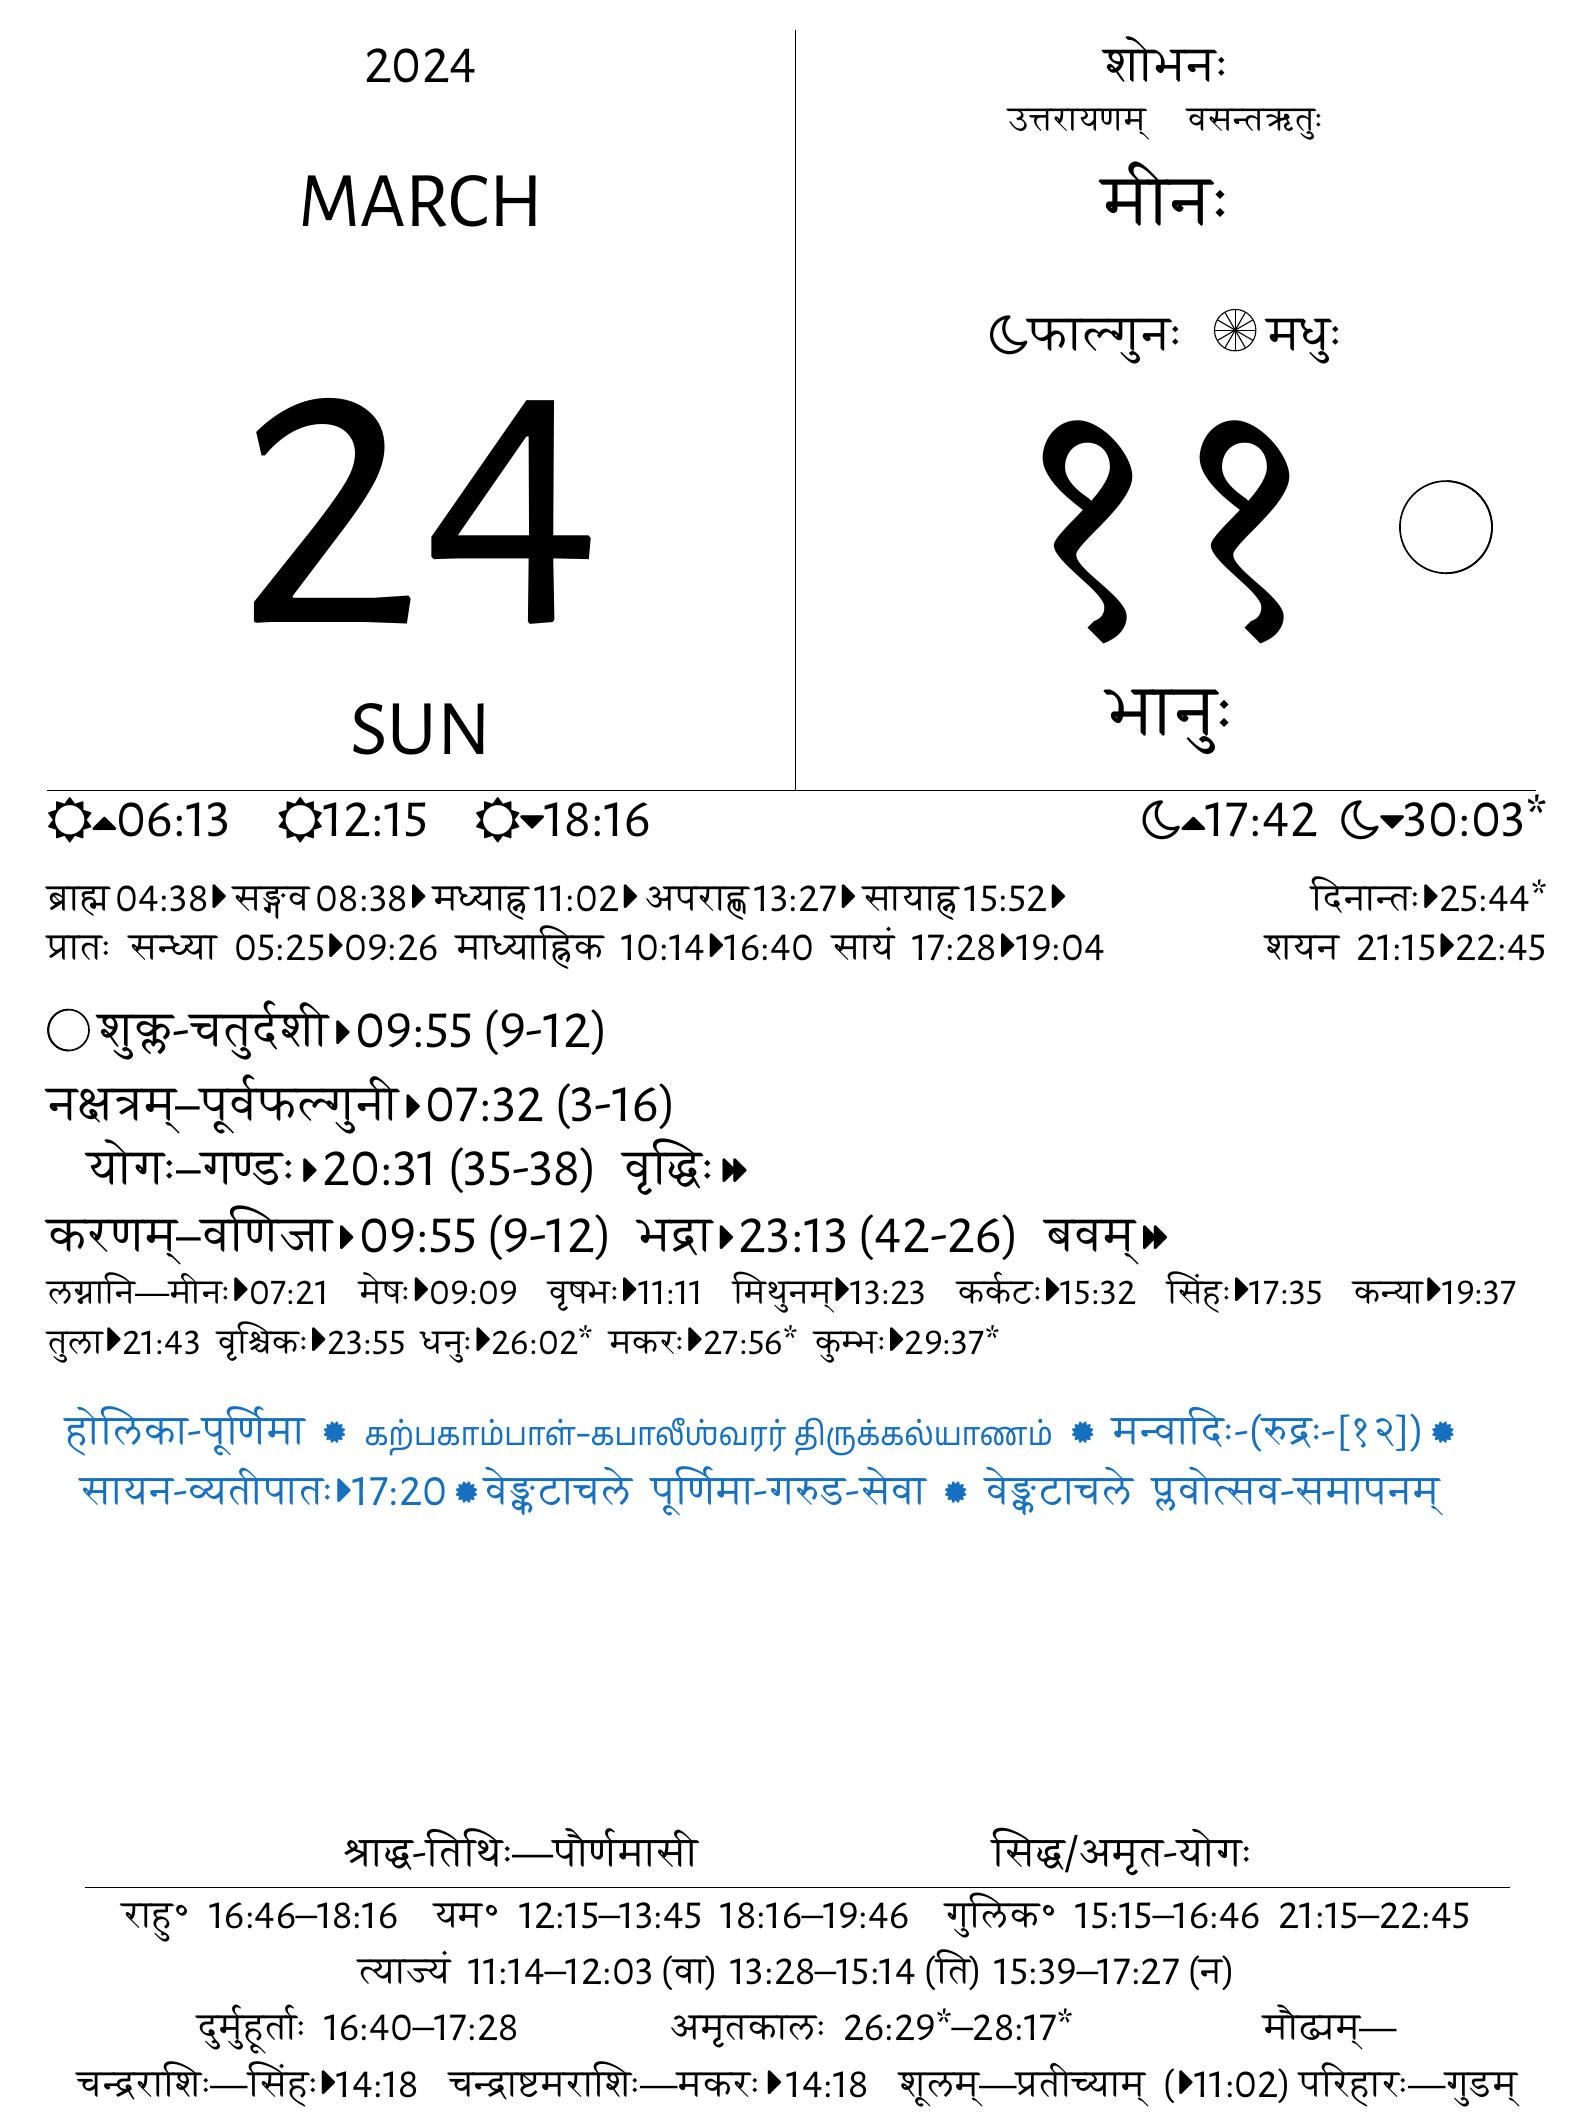 2024
MARCH
24
SUN
शोभनः
उत्तरायणम् वसन्तऋतुः
मीनः
फाल्गुनः मधुः
११
भानुः
06:13 12:15 18:16 17:42 30:03*
ब्राह्म 04:38 सङ्गव 08:38 मध्याह्न 11:02 अपराह्ण 13:27 सायाह्न 15:52 दिनान्तः 25:44*
प्रातः सन्ध्या 05:25 09:26 माध्याह्निक 10:14 16:40 सायं 17:28 19:04 शयन 21:15 22:45
शुक्ल-चतुर्दशी 09:55 (9-12)
नक्षत्रम्–पूर्वफल्गुनी 07:32 (3-16)
योगः–गण्डः 20:31 (35-38) वृद्धिः
करणम्–वणिजा 09:55 (9-12) भद्रा 23:13 (42-26) बवम्
लग्नानि—मीनः 07:21 मेषः 09:09 वृषभः 11:11 मिथुनम् 13:23 कर्कटः 15:32 सिंहः 17:35 कन्या 19:37
तुला 21:43 वृश्चिकः 23:55 धनुः 26:02* मकरः 27:56* कुम्भः 29:37*
होलिका-पूर्णिमा கற்பகாம்பாள்-கபாலீஶ்வரர் திருக்கல்யாணம் मन्वादिः-(रुद्रः-[१२])
सायन-व्यतीपातः 17:20 वेङ्कटाचले पूर्णिमा-गरुड-सेवा वेङ्कटाचले प्लवोत्सव-समापनम्
श्राद्ध-तिथिः—पौर्णमासी सिद्ध/अमृत-योगः
राहु॰ 16:46–18:16 यम॰ 12:15–13:45 18:16–19:46 गुलिक॰ 15:15–16:46 21:15–22:45
त्याज्यं 11:14–12:03 (वा) 13:28–15:14 (ति) 15:39–17:27 (न)
दुर्मुहूर्ताः 16:40–17:28 अमृतकालः 26:29*–28:17* मौढ्यम्—
चन्द्रराशिः—सिंहः 14:18 चन्द्राष्टमराशिः—मकरः 14:18 शूलम्—प्रतीच्याम् ( 11:02) परिहारः—गुडम्